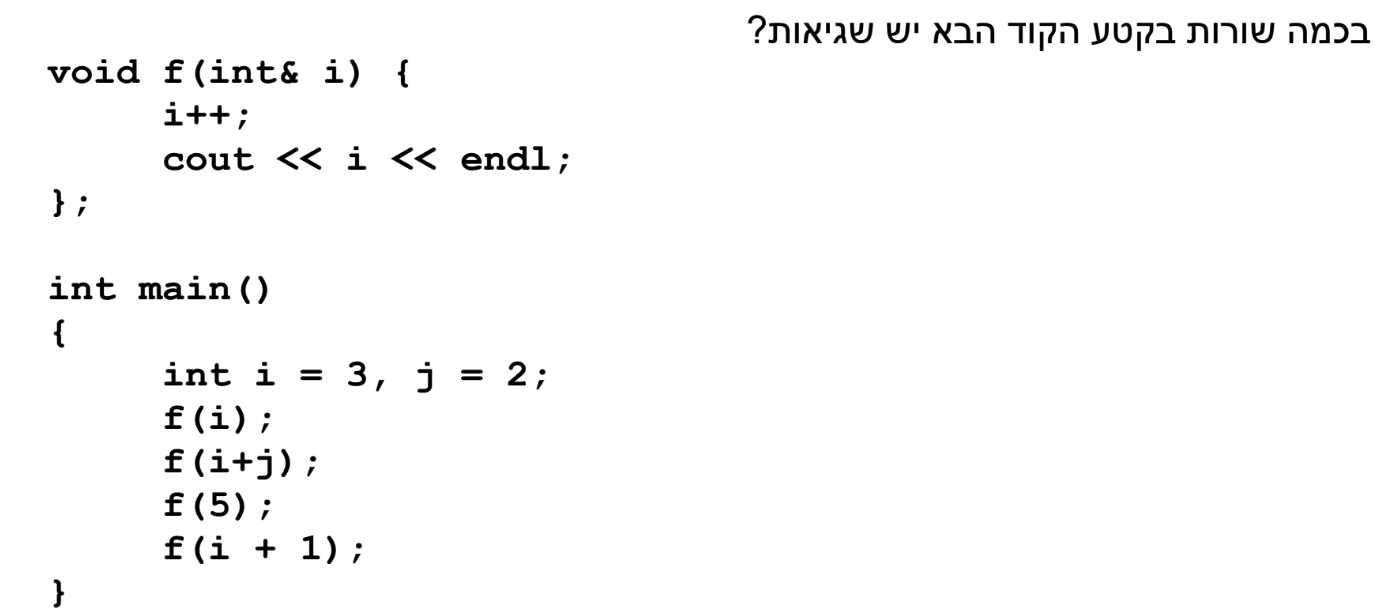 בכמה שורות בקטע הקוד הבא יש שגיאות?
void f(int& i) {
i++;
cout << i << endl;
};
int main()
{
int i = 3, j = 2;
f(i);
f(i+j);
f(5);
f(i + 1);
}